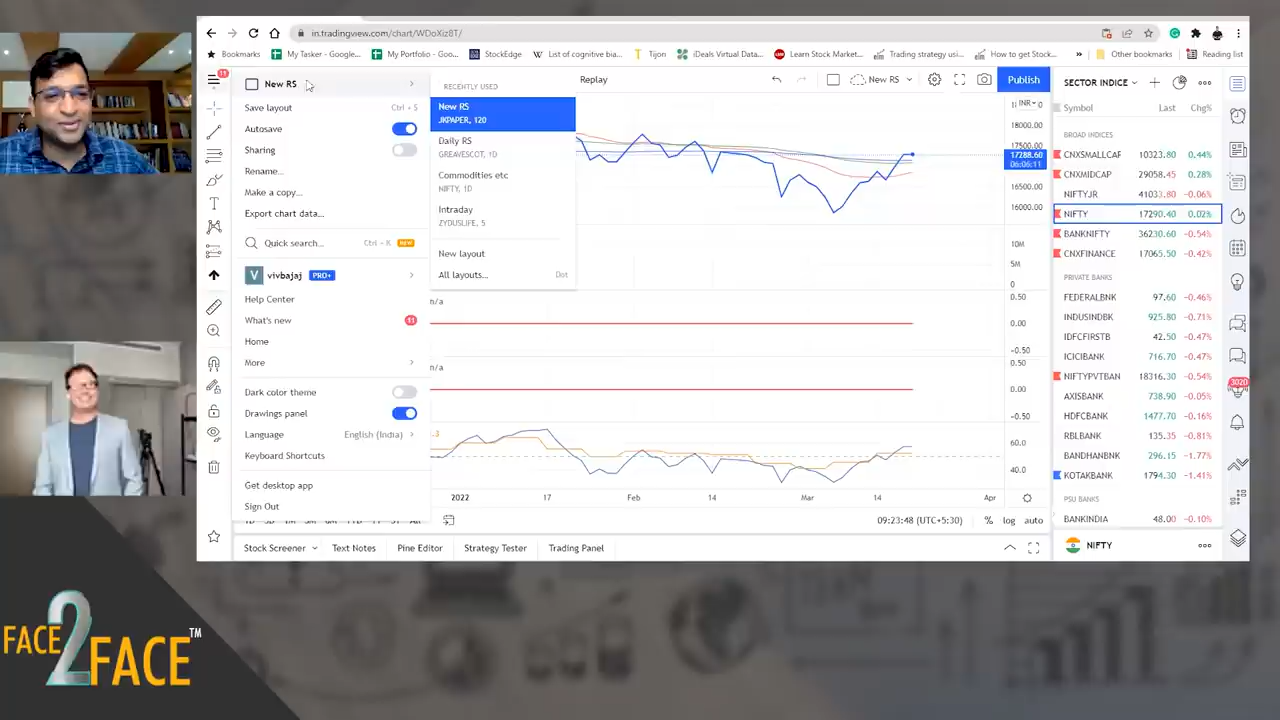 in.tradingview.com/chart/WDoXiz8T/
Bookmarks
My Tasker - Google...
My Portfolio - Goog...
StockEdge
List of cognitive bia...
Tijori
iDeals Virtual Data...
Learn Stock Market...
Trading strategy usi...
How to get Stock...
»
Other bookmarks
Reading list
11
New RS
Save layout Ctrl + S
Autosave
Sharing
Rename...
Make a copy...
Export chart data...
Quick search... Ctrl + K NEW
V vivbajaj PRO+
Help Center
What's new 11
Home
More
Dark color theme
Drawings panel
Language English (India)
Keyboard Shortcuts
Get desktop app
Sign Out
RECENTLY USED
New RS
JKPAPER, 120
Daily RS
GREAVESCOT, 1D
Commodities etc
NIFTY, 1D
Intraday
ZYDUSLIFE, 5
New layout
All layouts... Dot
Replay
New RS
Publish
INR
18000.00
17500.00
17288.60
06:06:11
16500.00
16000.00
10M
5M
0
n/a
0.50
0.00
-0.50
n/a
0.50
0.00
-0.50
.3
60.0
40.0
2022 17 Feb 14 Mar 14 Apr
09:23:48 (UTC+5:30) % log auto
Stock Screener
Text Notes
Pine Editor
Strategy Tester
Trading Panel
SECTOR INDICE
Symbol Last Chg%
BROAD INDICES
CNXSMALLCAP 10323.80 0.44%
CNXMIDCAP 29058.45 0.28%
NIFTYJR 41033.80 -0.06%
NIFTY 17290.40 0.02%
BANKNIFTY 36230.60 -0.54%
CNXFINANCE 17065.50 -0.42%
PRIVATE BANKS
FEDERALBNK 97.60 -0.46%
INDUSINDBK 925.80 -0.71%
IDFCFIRSTB 42.50 -0.47%
ICICIBANK 716.70 -0.47%
NIFTYPVTBAN 18316.30 -0.54%
AXISBANK 738.90 -0.05%
HDFCBANK 1477.70 -0.16%
RBLBANK 135.35 -0.81%
BANDHANBNK 296.15 -1.77%
KOTAKBANK 1794.30 -1.41%
PSU BANKS
BANKINDIA 48.00 -0.10%
NIFTY
3020
FACE
2
FACE™